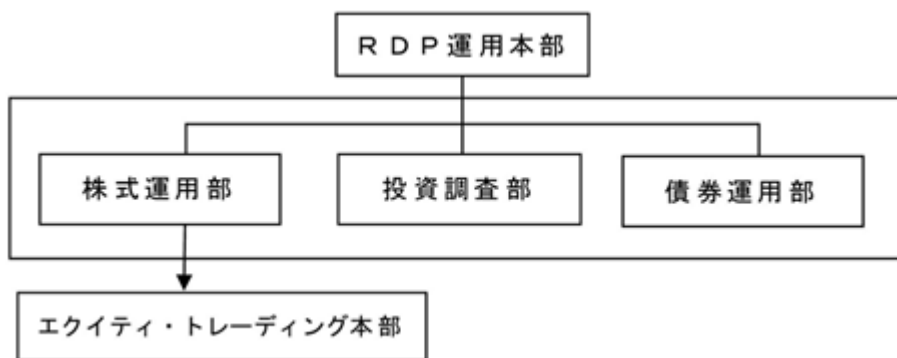 ＲＤＰ運用本部
株式運用部
投資調査部
債券運用部
エクイティ・トレーディング本部